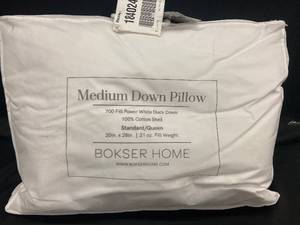 184024
Medium Down Pillow
700 Fill Power White Duck Down
100% Cotton Shell
Standard/Queen
20in. x 28in. | 21 oz. Fill Weight
BOKSER HOME
WWW.BOKSERHOME.COM